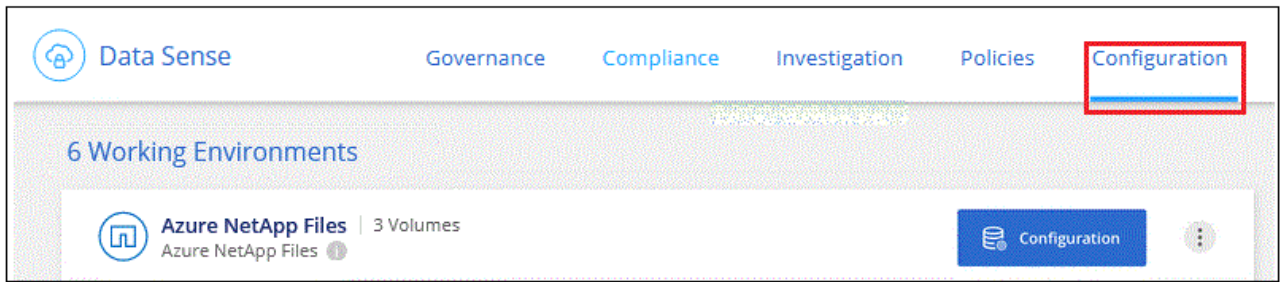 Data Sense Governance Compliance Investigation Policies Configuration
6 Working Environments
Azure NetApp Files | 3 Volumes
Azure NetApp Files
Configuration